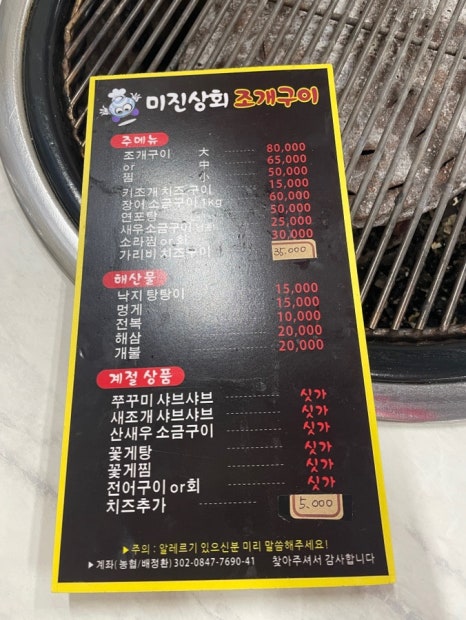 미진상회 조개구이
주메뉴
조개구이 大 80,000
or 中 65,000
찜 小 50,000
키조개 치즈구이 15,000
장어 소금구이 1kg 60,000
연포탕 50,000
새우소금구이 25,000
소라찜 or 회 30,000
가리비 치즈구이 35,000
해산물
낙지 탕탕이 15,000
멍게 15,000
전복 10,000
해삼 20,000
개불 20,000
계절 상품
쭈꾸미 샤브샤브 싯가
새조개 샤브샤브 싯가
산새우 소금구이 싯가
꽃게탕 싯가
꽃게찜 싯가
전어구이 or 회 싯가
치즈추가 5,000
▶주의 : 알레르기 있으신분 미리 말씀해주세요!
▶계좌( 농협/배정환) 302-0847-7690-41 찾아주셔서 감사합니다